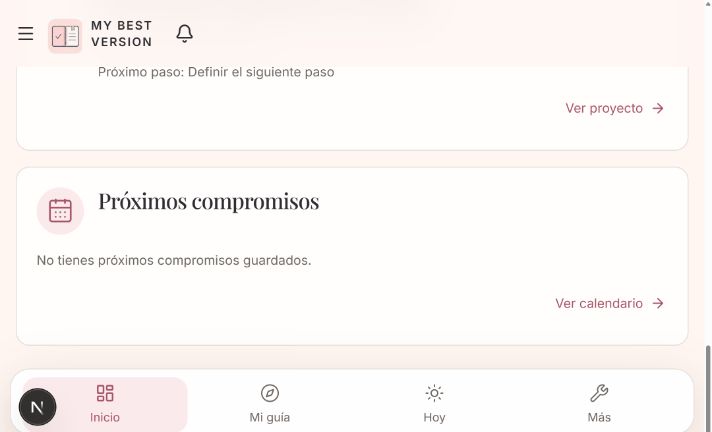 MY BEST
VERSION
Próximo paso: Definir el siguiente paso
Ver proyecto
Próximos compromisos
No tienes próximos compromisos guardados.
Ver calendario
N
Inicio
Mi guía
Hoy
Más